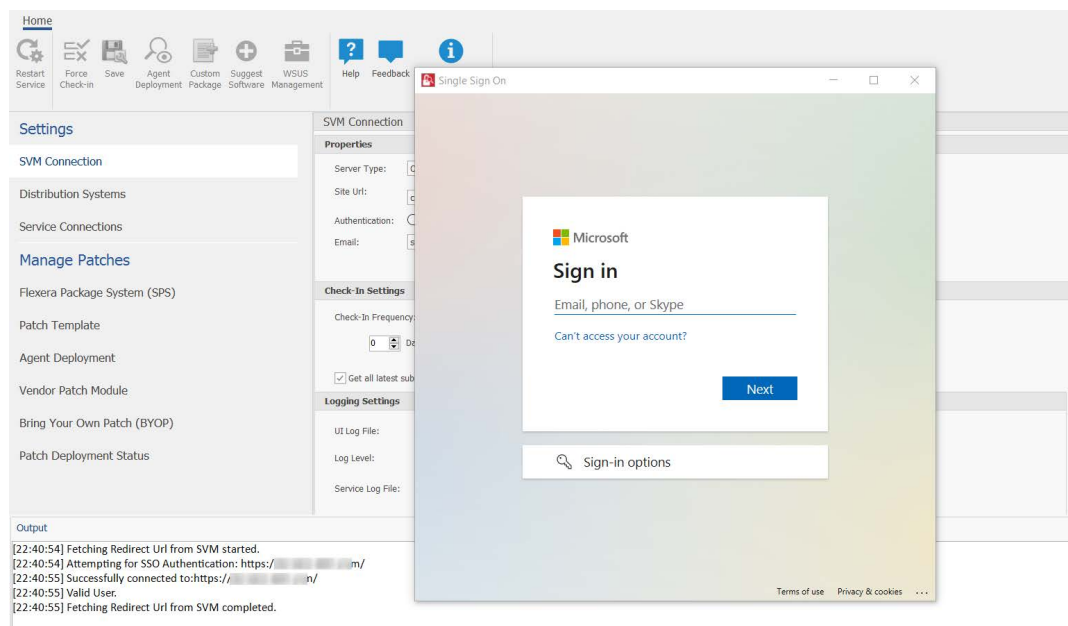 Home
Restart Service
Force Check-in
Save
Agent Deployment
Custom Package
Suggest Software
WSUS Management
Help
Feedback
Single Sign On
Settings
SVM Connection
Distribution Systems
Service Connections
Manage Patches
Flexera Package System (SPS)
Patch Template
Agent Deployment
Vendor Patch Module
Bring Your Own Patch (BYOP)
Patch Deployment Status
SVM Connection
Properties
Server Type:
Site Url:
Authentication:
Email:
Check-In Settings
Check-In Frequency:
0
Get all latest sub
Logging Settings
UI Log File:
Log Level:
Service Log File:
Microsoft
Sign in
Email, phone, or Skype
Can't access your account?
Next
Sign-in options
Terms of use Privacy & cookies ...
Output
[22:40:54] Fetching Redirect Url from SVM started.
[22:40:54] Attempting for SSO Authentication: https:/ m/
[22:40:55] Successfully connected to:https:// n/
[22:40:55] Valid User.
[22:40:55] Fetching Redirect Url from SVM completed.